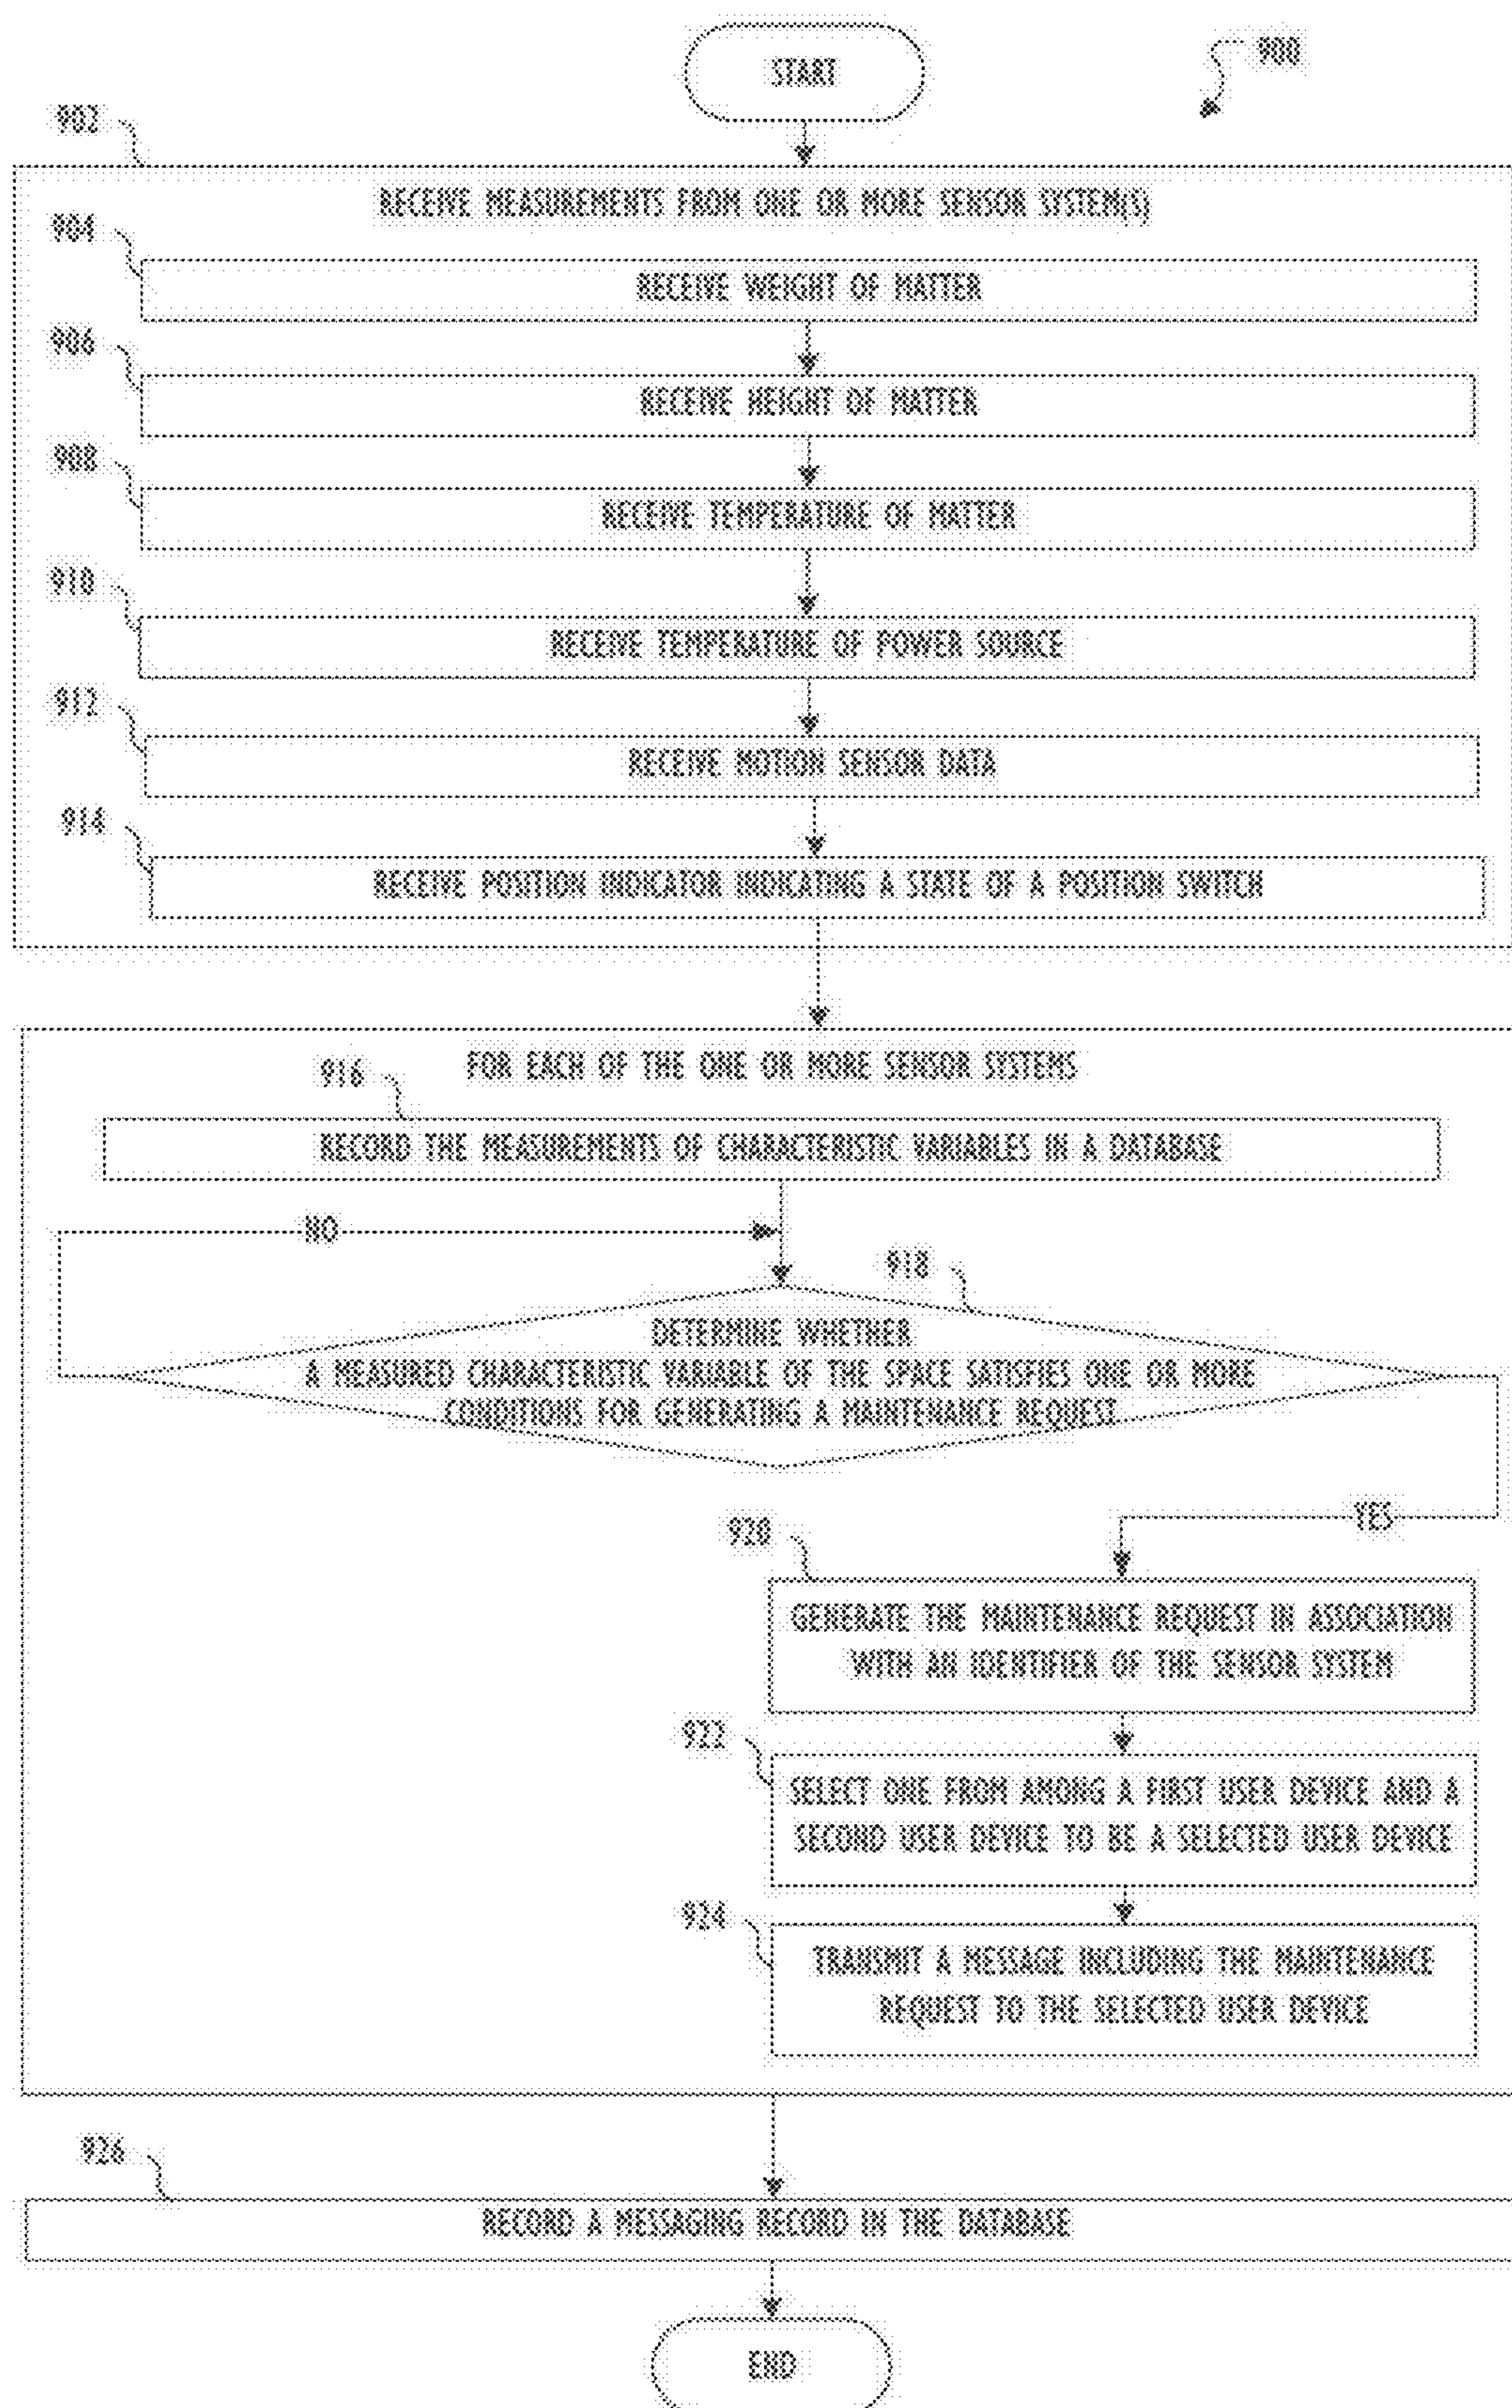 START
900
902
RECEIVE MEASUREMENTS FROM ONE OR MORE SENSOR SYSTEM(S)
904
RECEIVE WEIGHT OF MATTER
906
RECEIVE HEIGHT OF MATTER
908
RECEIVE TEMPERATURE OF MATTER
910
RECEIVE TEMPERATURE OF POWER SOURCE
912
RECEIVE MOTION SENSOR DATA
914
RECEIVE POSITION INDICATOR INDICATING A STATE OF A POSITION SWITCH
FOR EACH OF THE ONE OR MORE SENSOR SYSTEMS
916
RECORD THE MEASUREMENTS OF CHARACTERISTIC VARIABLES IN A DATABASE
NO
918
DETERMINE WHETHER
A MEASURED CHARACTERISTIC VARIABLE OF THE SPACE SATISFIES ONE OR MORE
CONDITIONS FOR GENERATING A MAINTENANCE REQUEST
YES
920
GENERATE THE MAINTENANCE REQUEST IN ASSOCIATION
WITH AN IDENTIFIER OF THE SENSOR SYSTEM
922
SELECT ONE FROM AMONG A FIRST USER DEVICE AND A
SECOND USER DEVICE TO BE A SELECTED USER DEVICE
924
TRANSMIT A MESSAGE INCLUDING THE MAINTENANCE
REQUEST TO THE SELECTED USER DEVICE
926
RECORD A MESSAGING RECORD IN THE DATABASE
END